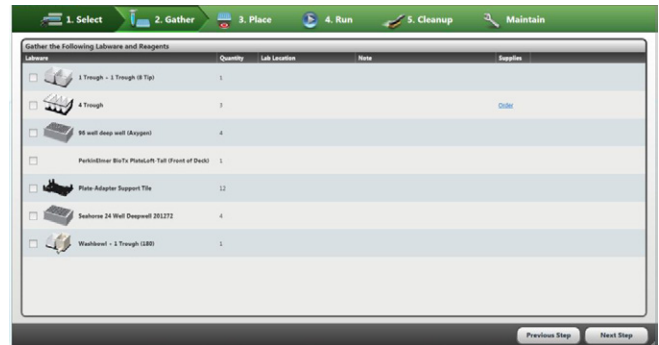 1. Select 2. Gather 3. Place 4. Run 5. Cleanup Maintain
Gather the Following Labware and Reagents
Labware Quantity Lab Location Note Supplies
1 Trough + 1 Trough (8 Tip) 1
4 Trough 3 Order
96 well deep well (Axygen) 4
PerkinElmer BioTx PlateLoft-Tall (Front of Deck) 1
Plate-Adapter Support Tile 12
Seahorse 24 Well Deepwell 201272 4
Washbowl + 1 Trough (180) 1
Previous Step Next Step